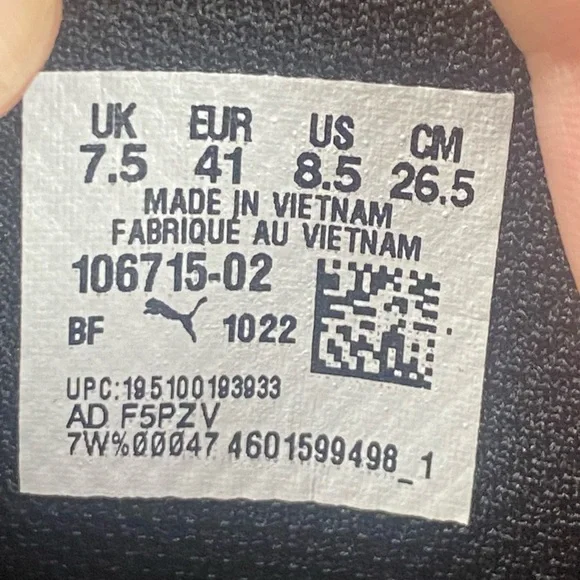 UK EUR US CM
7.5 41 8.5 26.5
MADE IN VIETNAM
FABRIQUE AU VIETNAM
106715-02
BF 1022
UPC:195100193933
AD F5PZV
7W%00047 4601599498_1